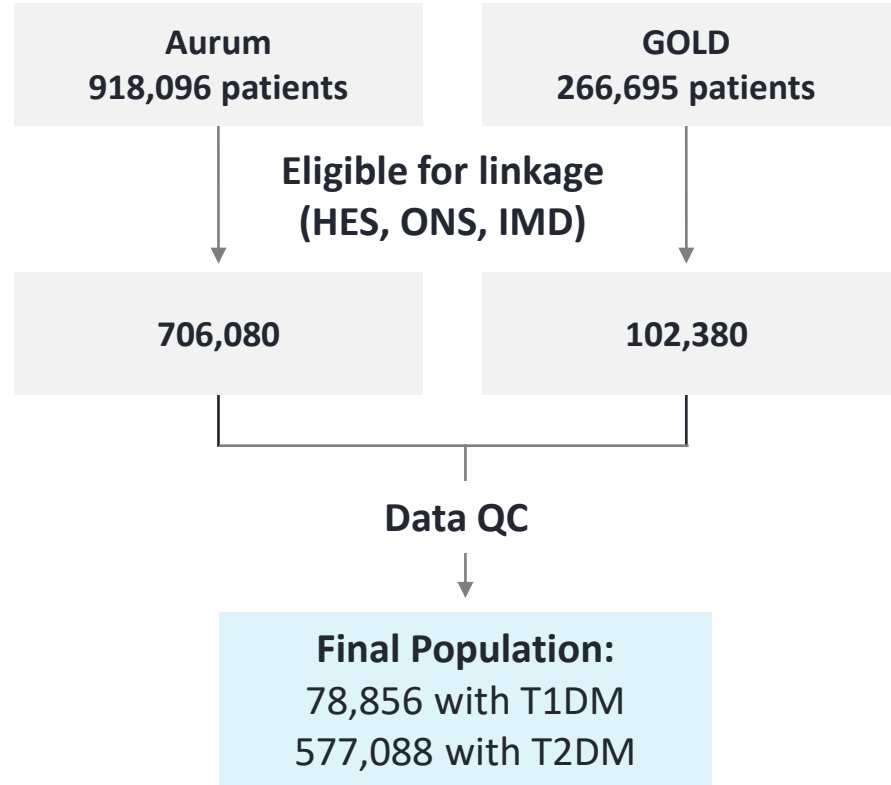 Aurum
918,096 patients
GOLD
266,695 patients
Eligible for linkage
(HES, ONS, IMD)
706,080
102,380
Data QC
Final Population:
78,856 with T1DM
577,088 with T2DM